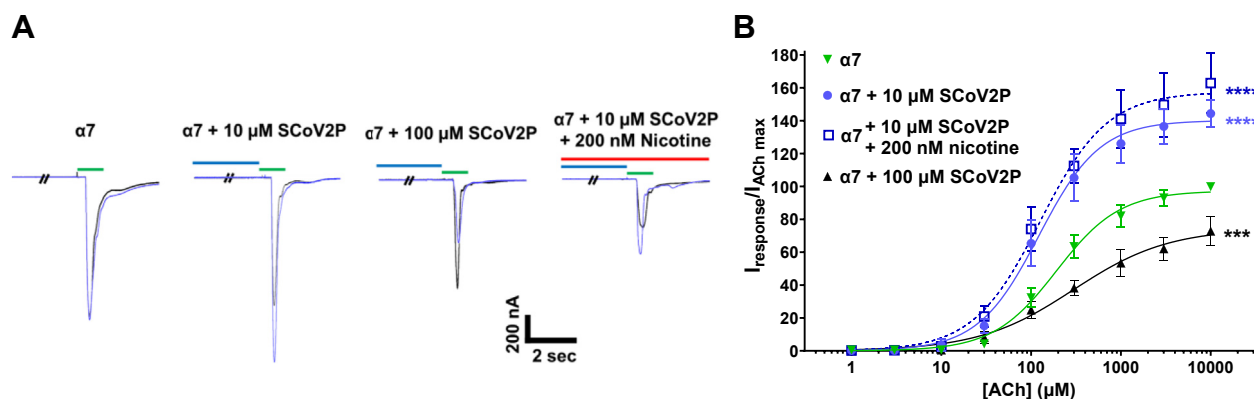 A
α7
α7 + 10 µM SCoV2P
α7 + 100 µM SCoV2P
α7 + 10 µM SCoV2P
+ 200 nM Nicotine
200 nA
2 sec
B
Iresponse/IACh max
180
160
140
120
100
80
60
40
20
0
α7
α7 + 10 µM SCoV2P
α7 + 10 µM SCoV2P
+ 200 nM nicotine
α7 + 100 µM SCoV2P
****
****
***
1
10
100
1000
10000
[ACh] (µM)